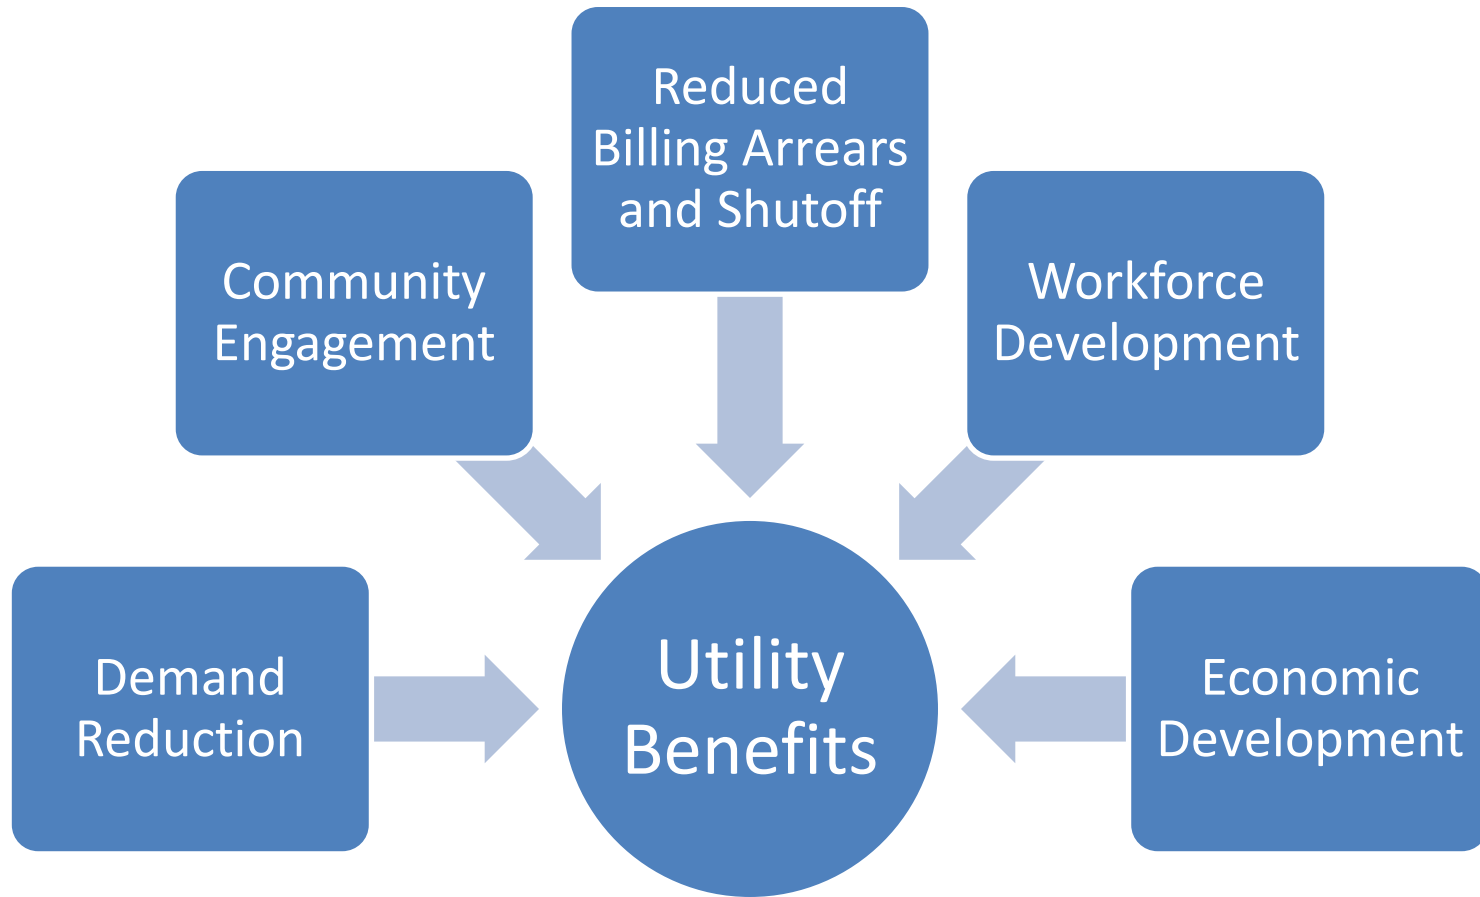 Reduced
Billing Arrears
and Shutoff
Community
Engagement
Workforce
Development
Demand
Reduction
Utility
Benefits
Economic
Development